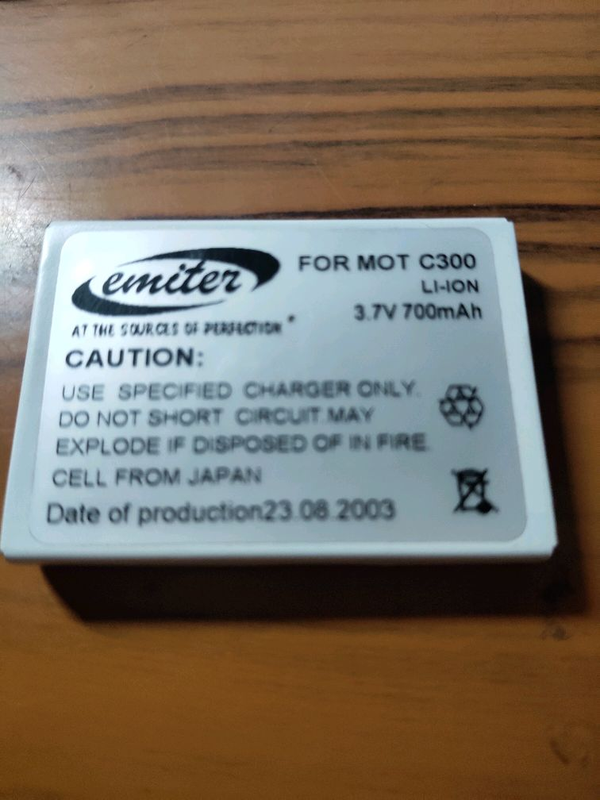 emiter
AT THE SOURCES OF PERFECTION
FOR MOT C300
LI-ION
3.7V 700mAh
CAUTION:
USE SPECIFIED CHARGER ONLY.
DO NOT SHORT CIRCUIT.MAY
EXPLODE IF DISPOSED OF IN FIRE.
CELL FROM JAPAN
Date of production23.08.2003